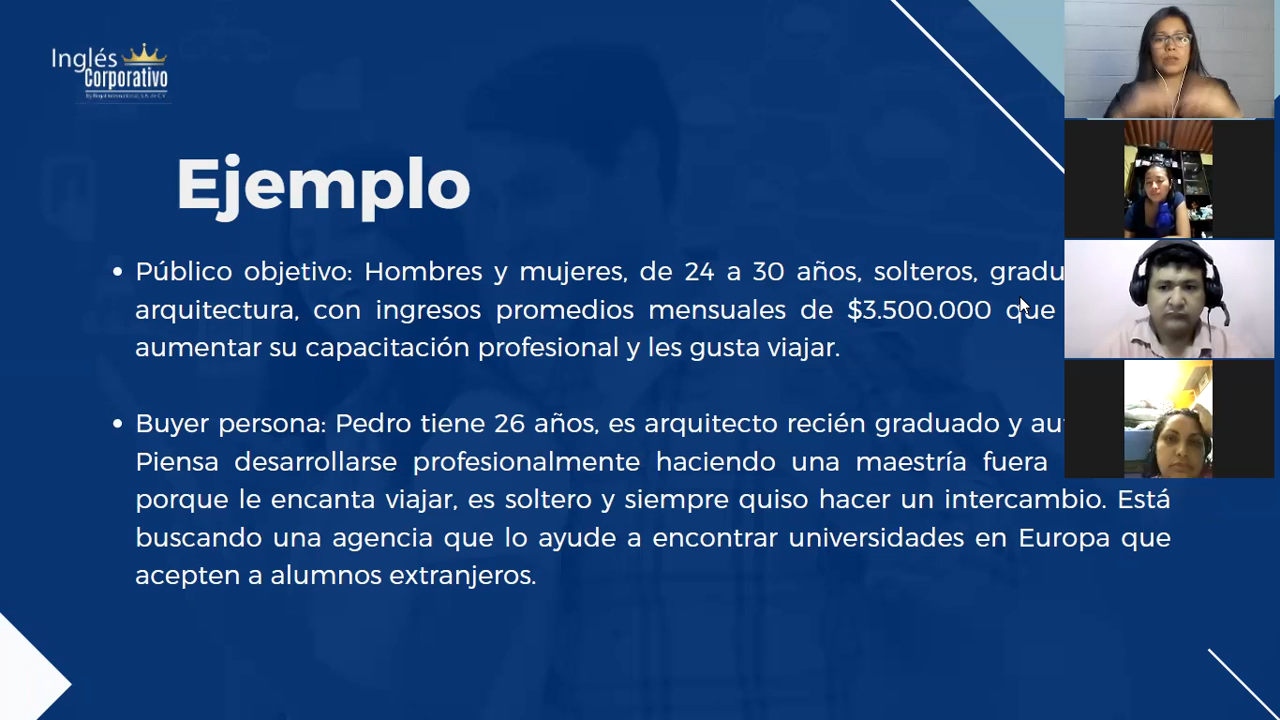 Inglés
Corporativo
Ejemplo
• Público objetivo: Hombres y mujeres, de 24 a 30 años, solteros,
arquitectura, con ingresos promedios mensuales de $3.500.000 que
aumentar su capacitación profesional y les gusta viajar.
• Buyer persona: Pedro tiene 26 años, es arquitecto recién graduado y
Piensa desarrollarse profesionalmente haciendo una maestría fuera
porque le encanta viajar, es soltero y siempre quiso hacer un intercambio. Está
buscando una agencia que lo ayude a encontrar universidades en Europa que
acepten a alumnos extranjeros.